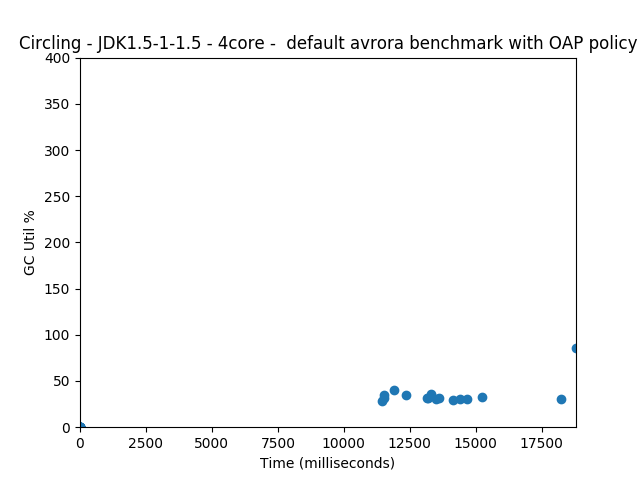 Circling - JDK1.5-1-1.5 - 4core -  default avrora benchmark with OAP policy
400
350
300
250
200
150
100
50
0
GC Util %
0 2500 5000 7500 10000 12500 15000 17500
Time (milliseconds)